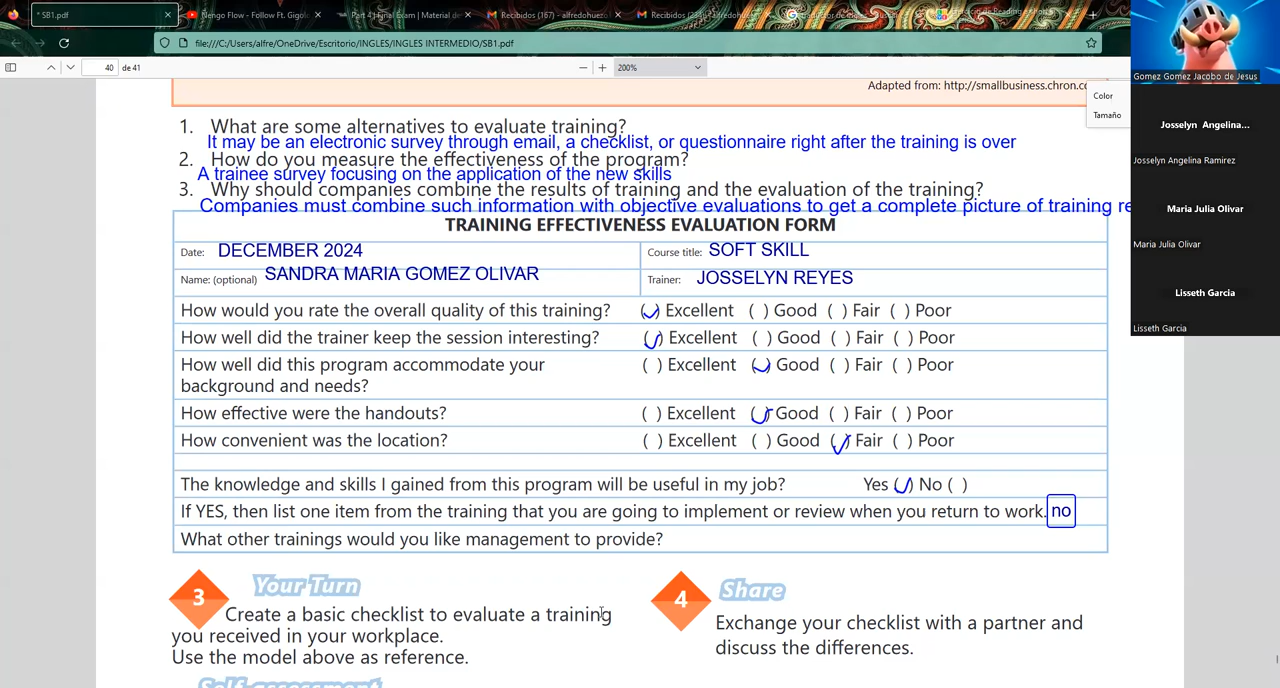 * SB1.pdf
Nengo Flow - Follow Ft. Gigol
Part 4 Final Exam | Material de
Recibidos (167) - alfredohuezo
file:///C:/Users/alfre/OneDrive/Escritorio/INGLES/INGLES INTERMEDIO/SB1.pdf
40 de 41
200%
Gomez Gomez Jacobo de Jesus
Adapted from: http://smallbusiness.chron.co
Color
Tamaño
Josselyn Angelina...
Josselyn Angelina Ramirez
Maria Julia Olivar
Maria Julia Olivar
Lisseth Garcia
Lisseth Garcia
1. What are some alternatives to evaluate training?
It may be an electronic survey through email, a checklist, or questionnaire right after the training is over
2. How do you measure the effectiveness of the program?
A trainee survey focusing on the application of the new skills
3. Why should companies combine the results of training and the evaluation of the training?
Companies must combine such information with objective evaluations to get a complete picture of training re
TRAINING EFFECTIVENESS EVALUATION FORM
Date: DECEMBER 2024 Course title: SOFT SKILL
Name: (optional) SANDRA MARIA GOMEZ OLIVAR Trainer: JOSSELYN REYES
How would you rate the overall quality of this training? ( ) Excellent ( ) Good ( ) Fair ( ) Poor
How well did the trainer keep the session interesting? ( ) Excellent ( ) Good ( ) Fair ( ) Poor
How well did this program accommodate your ( ) Excellent ( ) Good ( ) Fair ( ) Poor
background and needs?
How effective were the handouts? ( ) Excellent ( ) Good ( ) Fair ( ) Poor
How convenient was the location? ( ) Excellent ( ) Good ( ) Fair ( ) Poor
The knowledge and skills I gained from this program will be useful in my job? Yes ( ) No ( )
If YES, then list one item from the training that you are going to implement or review when you return to work. no
What other trainings would you like management to provide?
3 Your Turn
Create a basic checklist to evaluate a training
you received in your workplace.
Use the model above as reference.
4 Share
Exchange your checklist with a partner and
discuss the differences.
Self-assessment